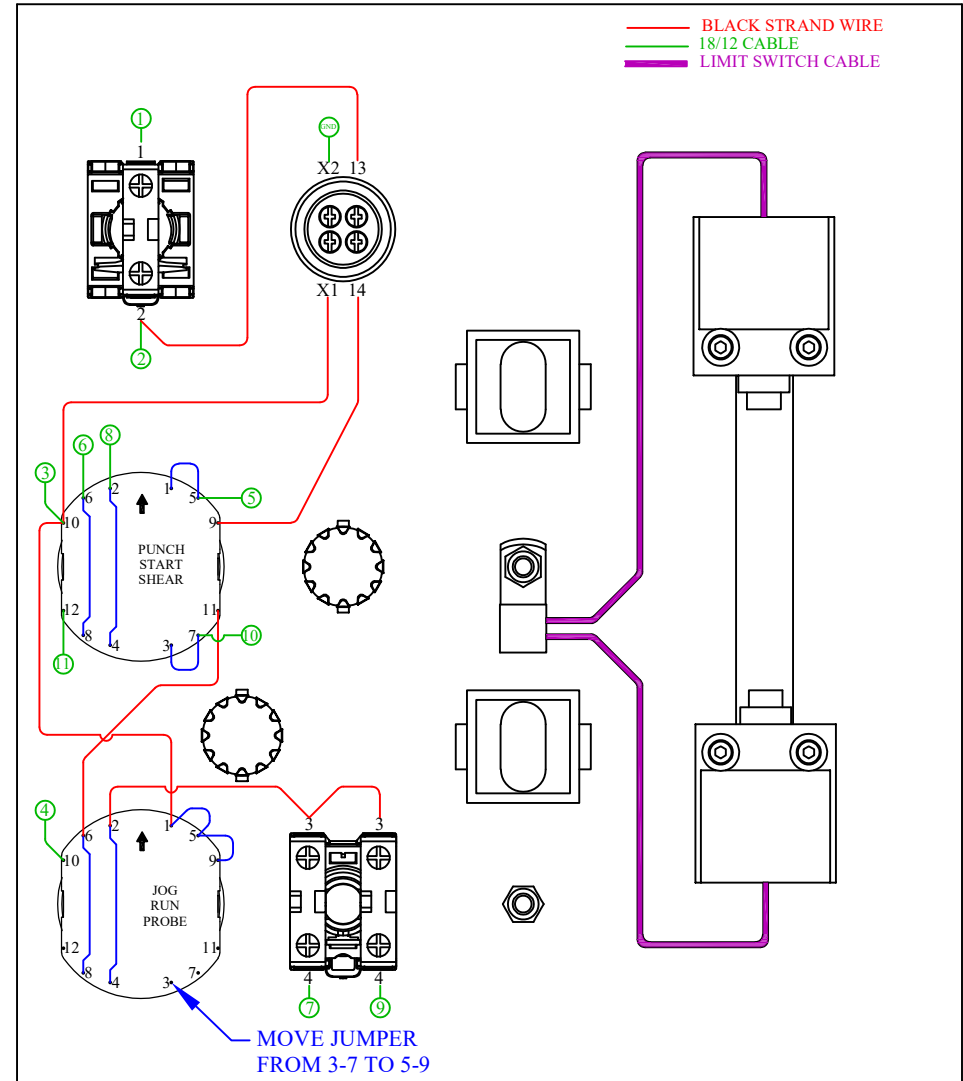 BLACK STRAND WIRE
18/12 CABLE
LIMIT SWITCH CABLE
1
GND
1
X2 13
X1 14
2
2
6
8
3
6
2
1
5
5
10
9
PUNCH
START
SHEAR
12
11
8
4
3
7
10
11
4
6
2
1
5
3
3
10
9
JOG
RUN
PROBE
12
11
8
4
3
7
4
4
7
9
MOVE JUMPER
FROM 3-7 TO 5-9